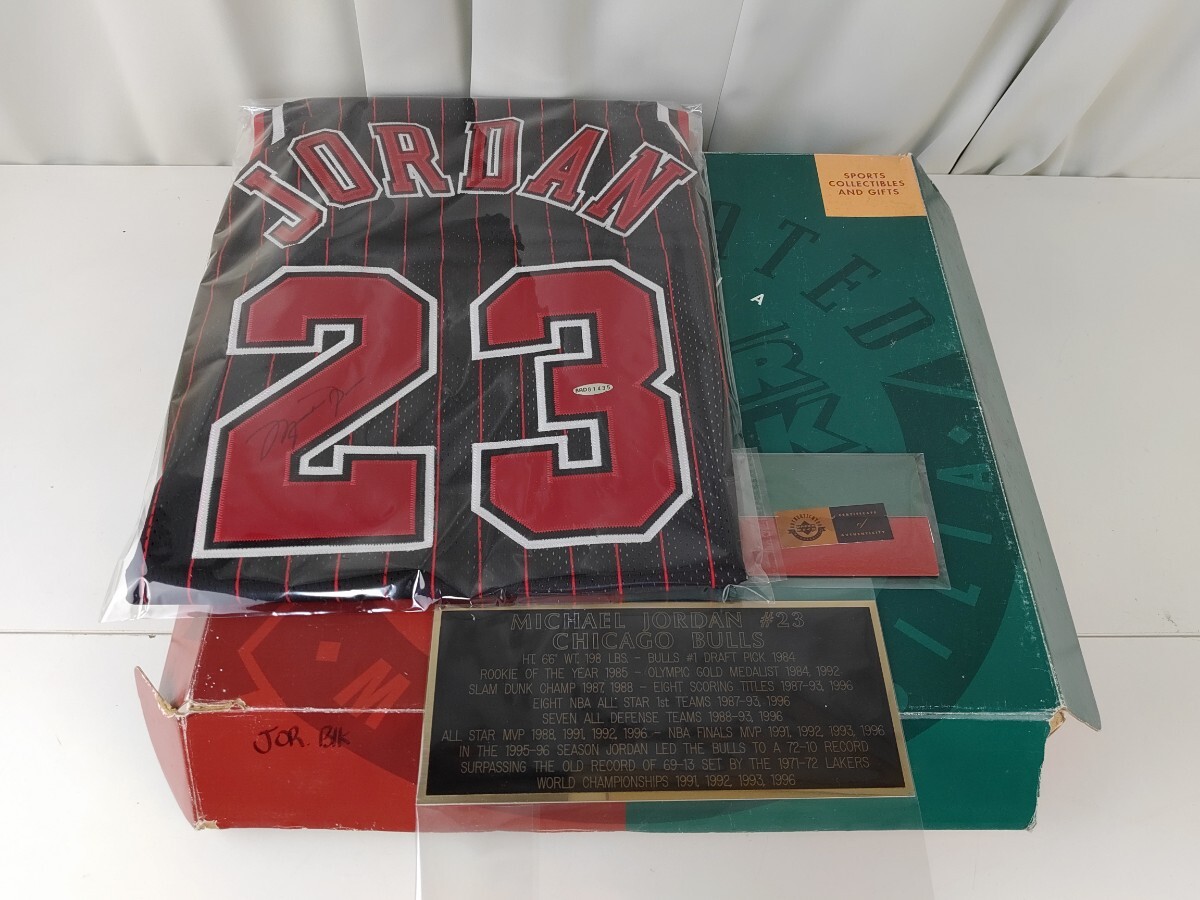 JORDAN
23
BAD51435
SPORTS
COLLECTIBLES
AND GIFTS
CERTIFICATE
of
AUTHENTICITY
MICHAEL JORDAN #23
CHICAGO BULLS
HT. 6'6" WT. 198 LBS. - BULLS #1 DRAFT PICK 1984
ROOKIE OF THE YEAR 1985 - OLYMPIC GOLD MEDALIST 1984, 1992
SLAM DUNK CHAMP 1987, 1988 - EIGHT SCORING TITLES 1987-93, 1996
EIGHT NBA ALL STAR 1st TEAMS 1987-93, 1996
SEVEN ALL DEFENSE TEAMS 1988-93, 1996
ALL STAR MVP 1988, 1991, 1992, 1996 - NBA FINALS MVP 1991, 1992, 1993, 1996
IN THE 1995-96 SEASON JORDAN LED THE BULLS TO A 72-10 RECORD
SURPASSING THE OLD RECORD OF 69-13 SET BY THE 1971-72 LAKERS
WORLD CHAMPIONSHIPS 1991, 1992, 1993, 1996
JOR. BlK